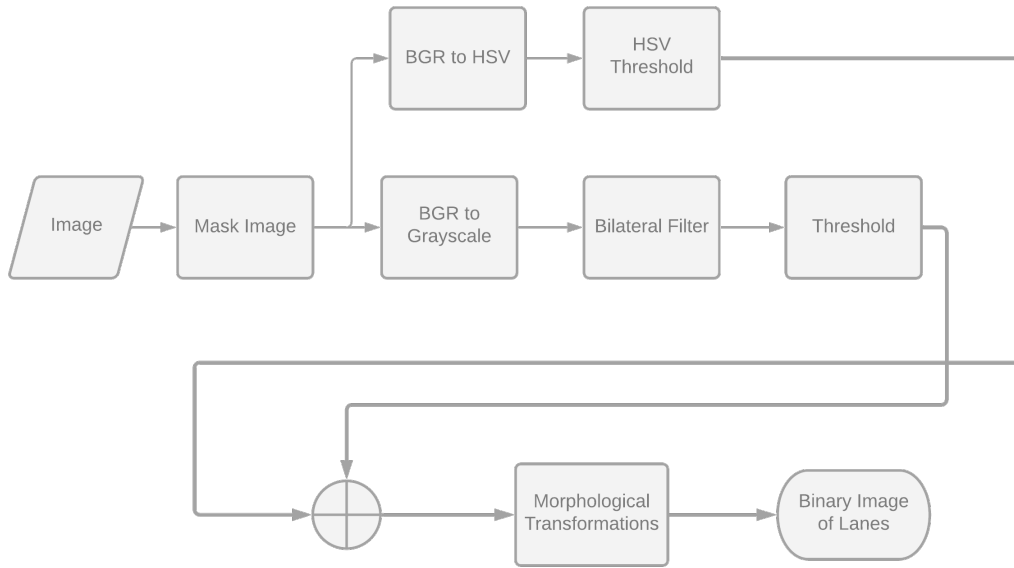 BGR to HSV
HSV
Threshold
Image
Mask Image
BGR to
Grayscale
Bilateral Filter
Threshold
Morphological
Transformations
Binary Image
of Lanes